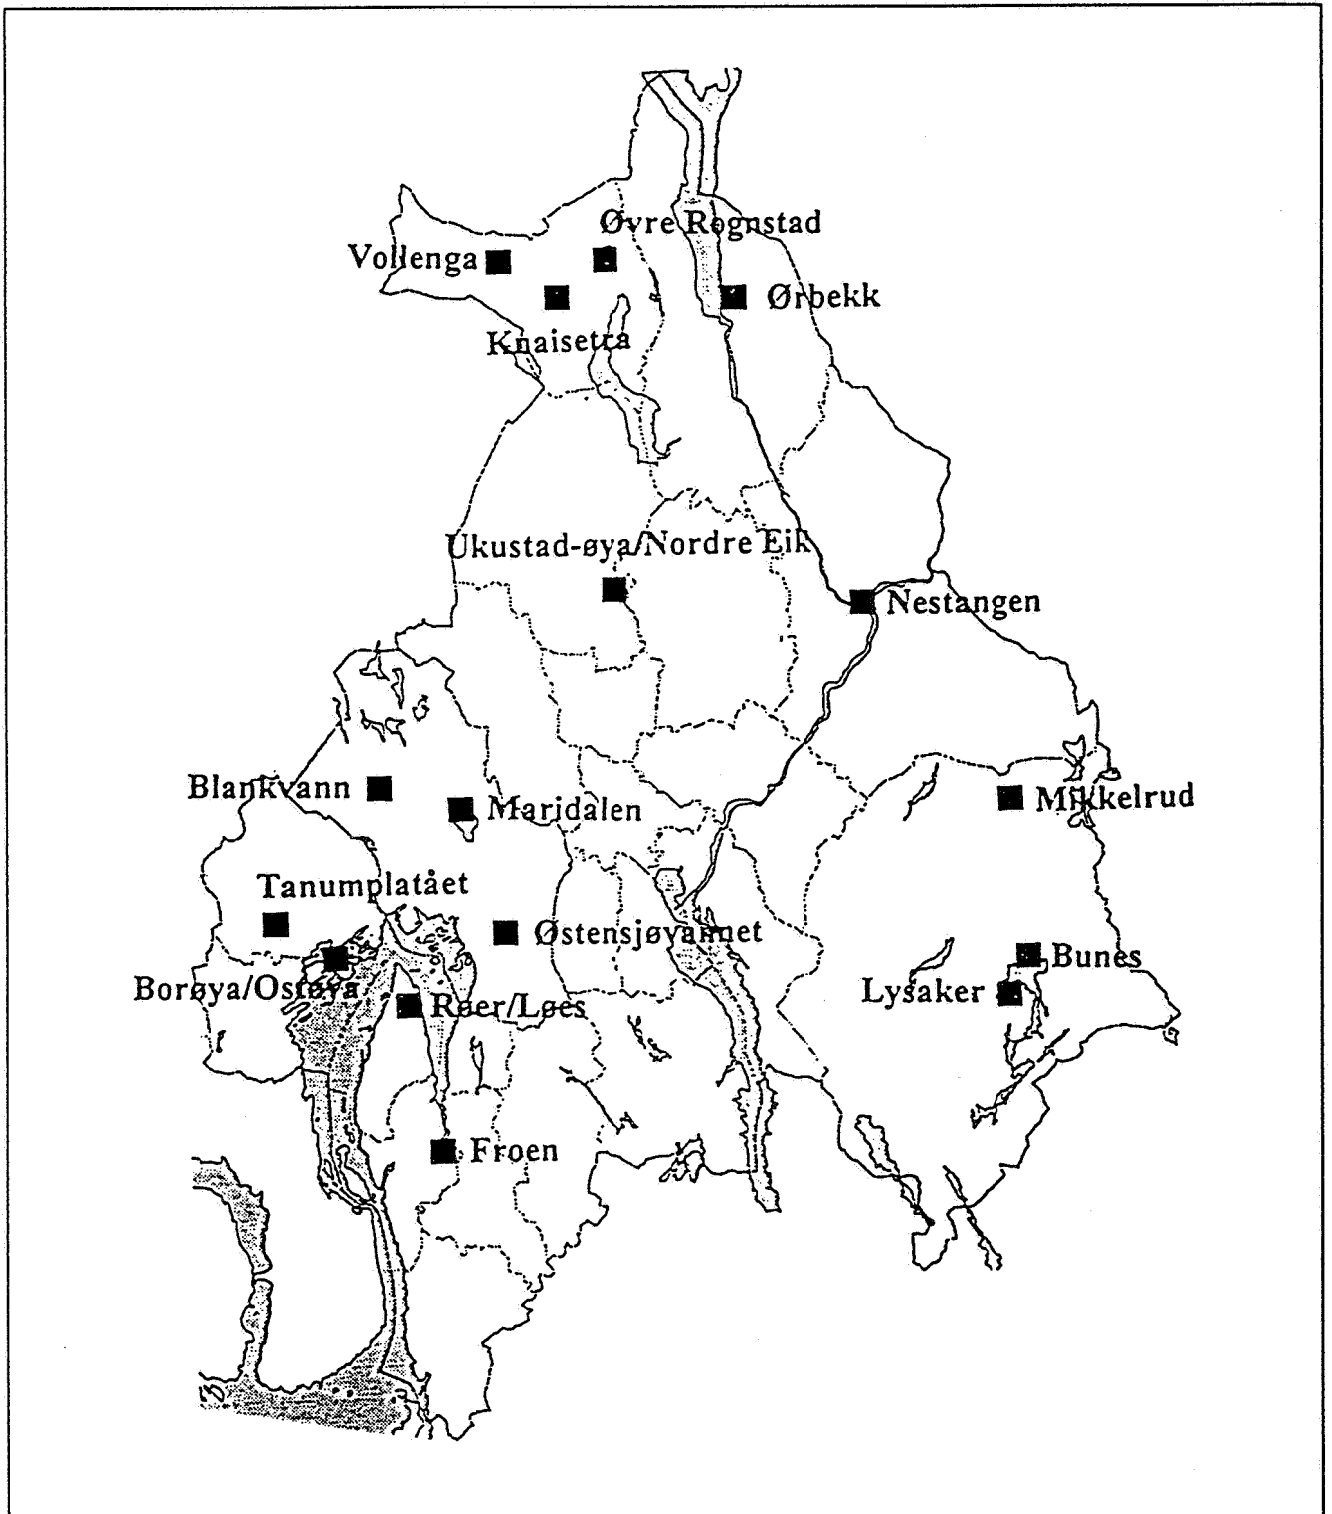 Øvre Rognstad
Vollenga
Ørbekk
Knaisetra
Ukustad-øya/Nordre Eik
Nestangen
Blankvann
Maridalen
Mikkelrud
Tanumplatået
Østensjøvannet
Bunes
Borøya/Ostøya
Lysaker
Røer/Løes
Froen